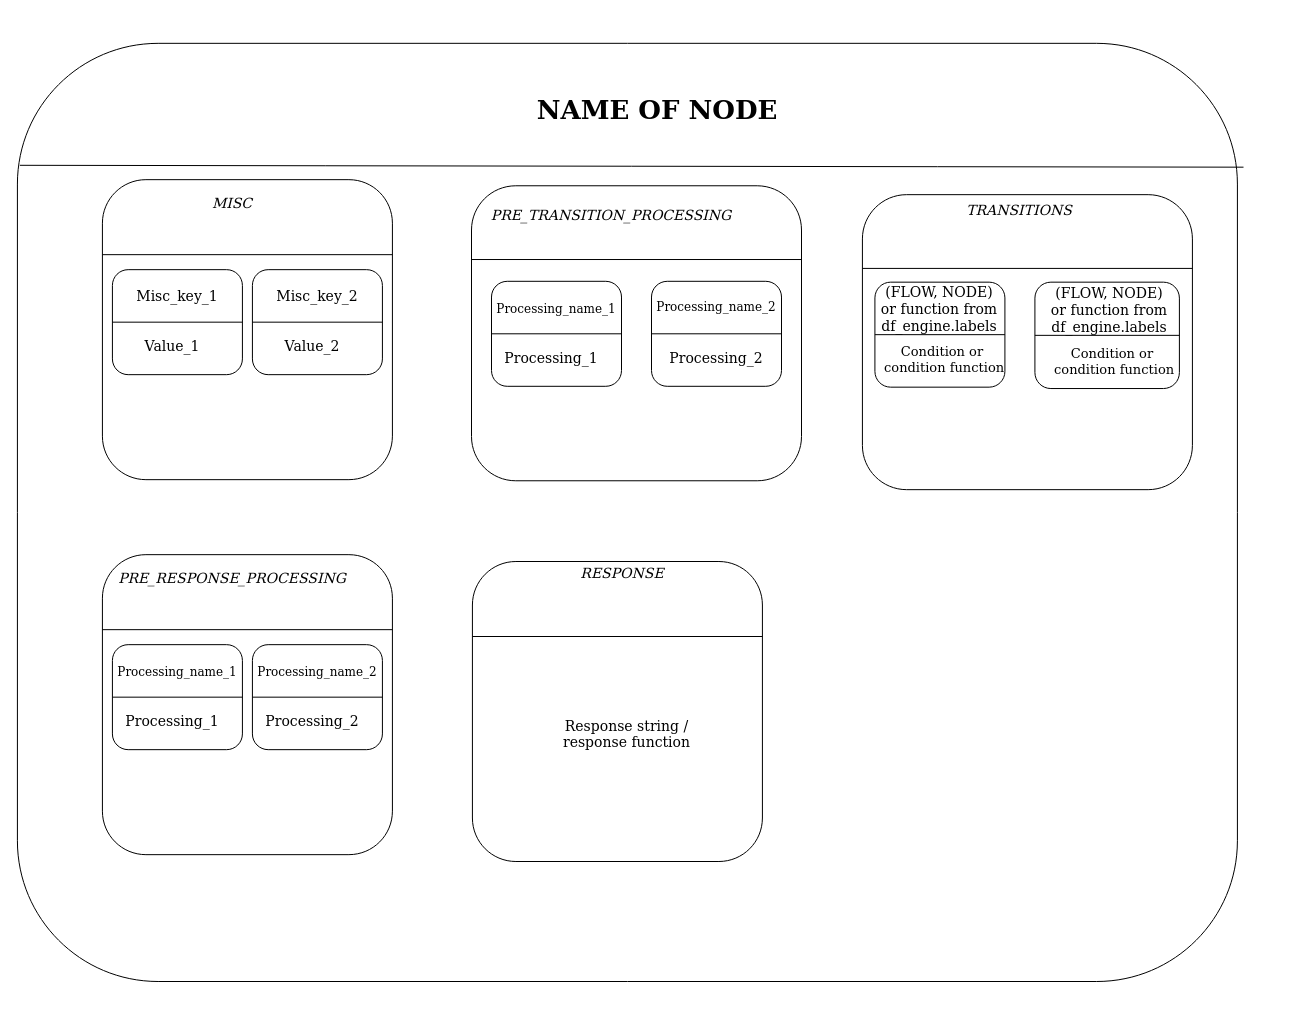 NAME OF NODE
MISC
Misc_key_1
Value_1
Misc_key_2
Value_2
PRE_TRANSITION_PROCESSING
Processing_name_1
Processing_1
Processing_name_2
Processing_2
TRANSITIONS
(FLOW, NODE)
or function from
df_engine.labels
Condition or
condition function
(FLOW, NODE)
or function from
df_engine.labels
Condition or
condition function
PRE_RESPONSE_PROCESSING
Processing_name_1
Processing_1
Processing_name_2
Processing_2
RESPONSE
Response string /
response function